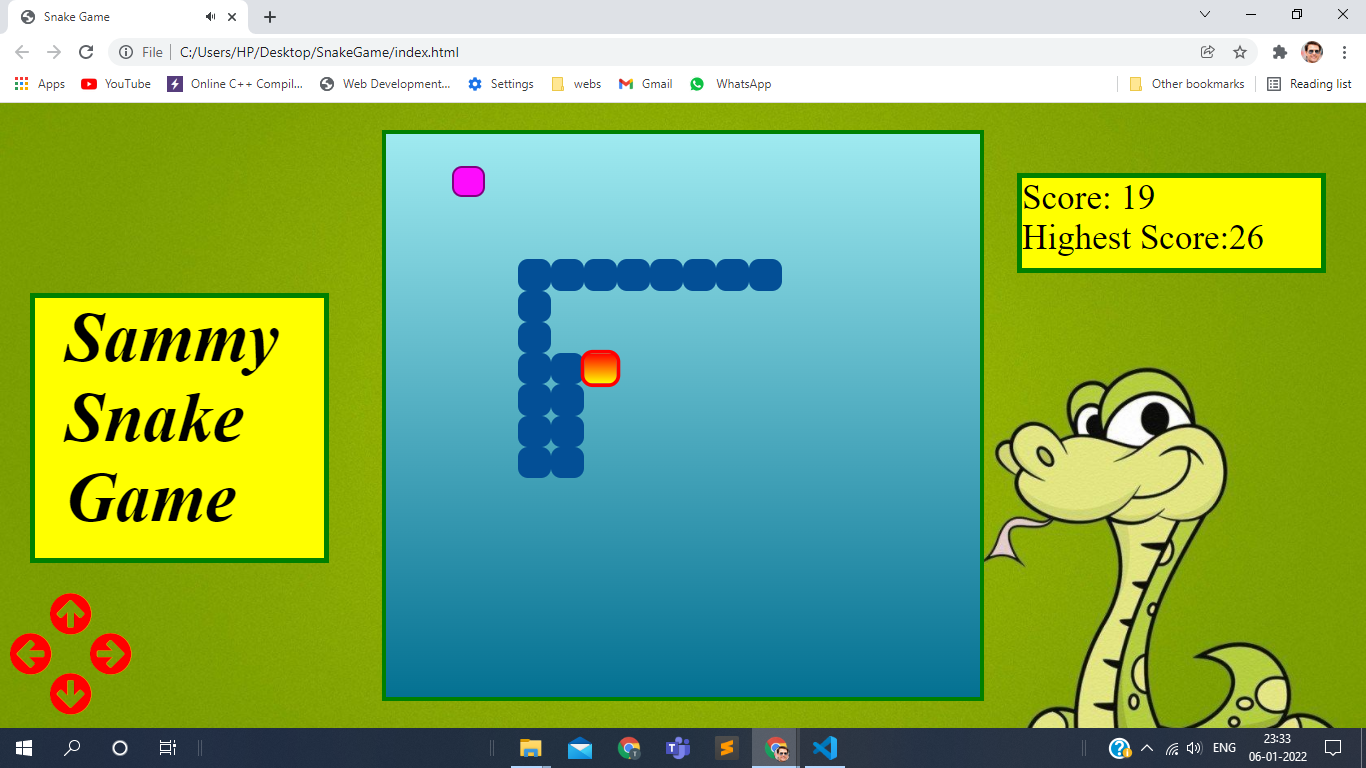 Snake Game
File C:/Users/HP/Desktop/SnakeGame/index.html
Apps YouTube Online C++ Compil... Web Development... Settings webs Gmail WhatsApp Other bookmarks Reading list
Score: 19
Highest Score:26
Sammy
Snake
Game
ENG 23:33
06-01-2022